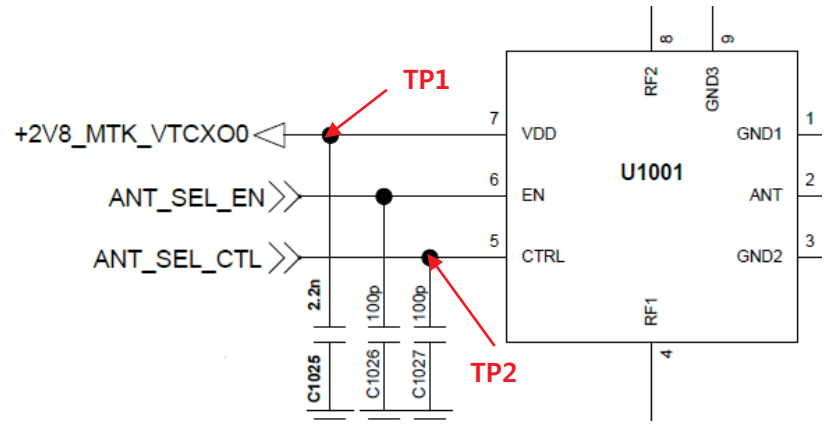 8
9
TP1
RF2
GND3
+2V8_MTK_VTCXO0
7
VDD
GND1
1
U1001
ANT_SEL_EN
6
EN
ANT
2
ANT_SEL_CTL
5
CTRL
GND2
3
2.2n
100p
100p
RF1
C1025
C1026
C1027
4
TP2